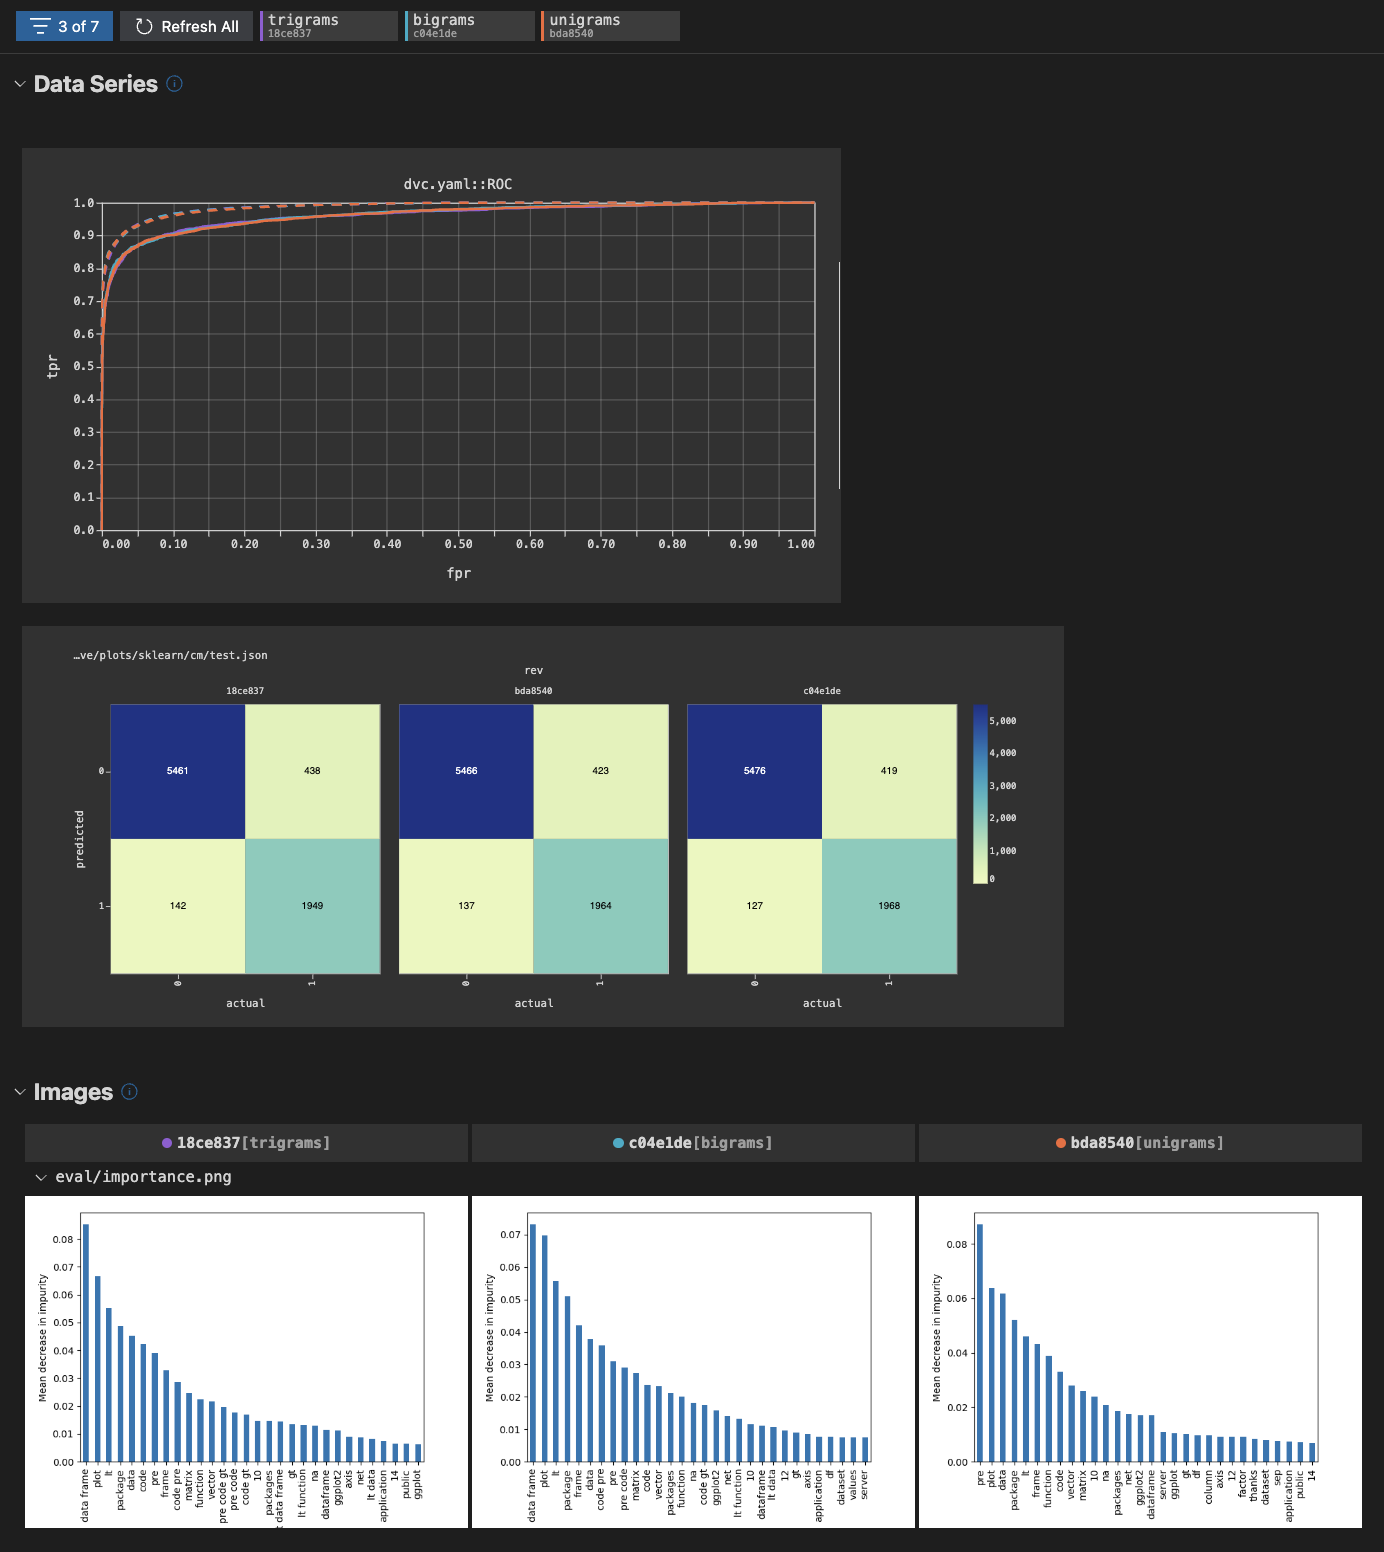 3 of 7
Refresh All
trigrams
18ce837
bigrams
c04e1de
unigrams
bda8540
Data Series
dvc.yaml::ROC
1.0
0.9
0.8
0.7
0.6
0.5
0.4
0.3
0.2
0.1
0.0
tpr
0.00 0.10 0.20 0.30 0.40 0.50 0.60 0.70 0.80 0.90 1.00
fpr
…ve/plots/sklearn/cm/test.json
rev
18ce837 bda8540 c04e1de
5461 438 5466 423 5476 419
142 1949 137 1964 127 1968
0
1
predicted
0 1 0 1 0 1
actual actual actual
5,000
4,000
3,000
2,000
1,000
0
Images
18ce837[trigrams]
c04e1de[bigrams]
bda8540[unigrams]
eval/importance.png
Mean decrease in impurity
0.08
0.07
0.06
0.05
0.04
0.03
0.02
0.01
0.00
data frame
plot
lt
package
data
code
pre
frame
code pre
matrix
function
vector
pre code gt
pre code
code gt
10
packages
t data frame
gt
lt function
na
dataframe
ggplot2
axis
net
lt data
application
14
public
ggplot
Mean decrease in impurity
0.07
0.06
0.05
0.04
0.03
0.02
0.01
0.00
data frame
plot
lt
package
frame
data
code pre
pre
pre code
matrix
code
vector
packages
function
na
code gt
ggplot2
net
lt function
10
dataframe
lt data
12
gt
axis
application
df
dataset
values
server
Mean decrease in impurity
0.08
0.06
0.04
0.02
0.00
pre
plot
data
package
lt
frame
function
code
vector
matrix
10
na
packages
net
ggplot2
dataframe
server
ggplot
gt
df
column
axis
12
factor
thanks
dataset
sep
application
public
14